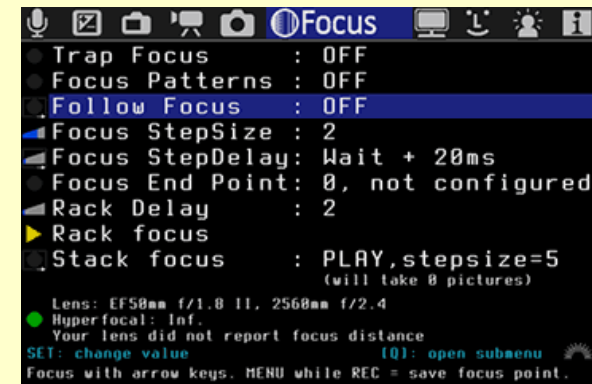 Focus
Trap Focus : OFF
Focus Patterns : OFF
Follow Focus : OFF
Focus StepSize : 2
Focus StepDelay: Wait + 20ms
Focus End Point: 0, not configured
Rack Delay : 2
Rack focus
Stack focus : PLAY,stepsize=5
(will take 0 pictures)
Lens: EF50mm f/1.8 II, 2560mm f/2.4
Hyperfocal: Inf.
Your lens did not report focus distance
SET: change value [Q]: open submenu
Focus with arrow keys. MENU while REC = save focus point.